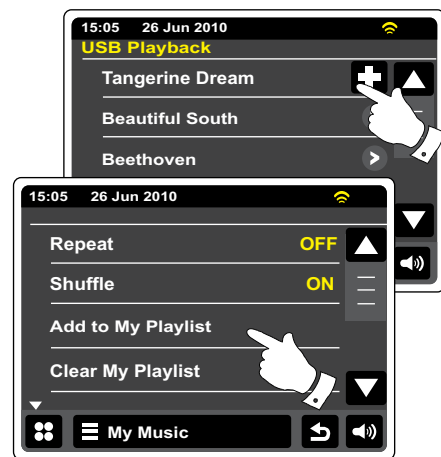 15:05 26 Jun 2010
USB Playback
Tangerine Dream
Beautiful South
Beethoven
15:05 26 Jun 2010
Repeat OFF
Shuffle ON
Add to My Playlist
Clear My Playlist
My Music